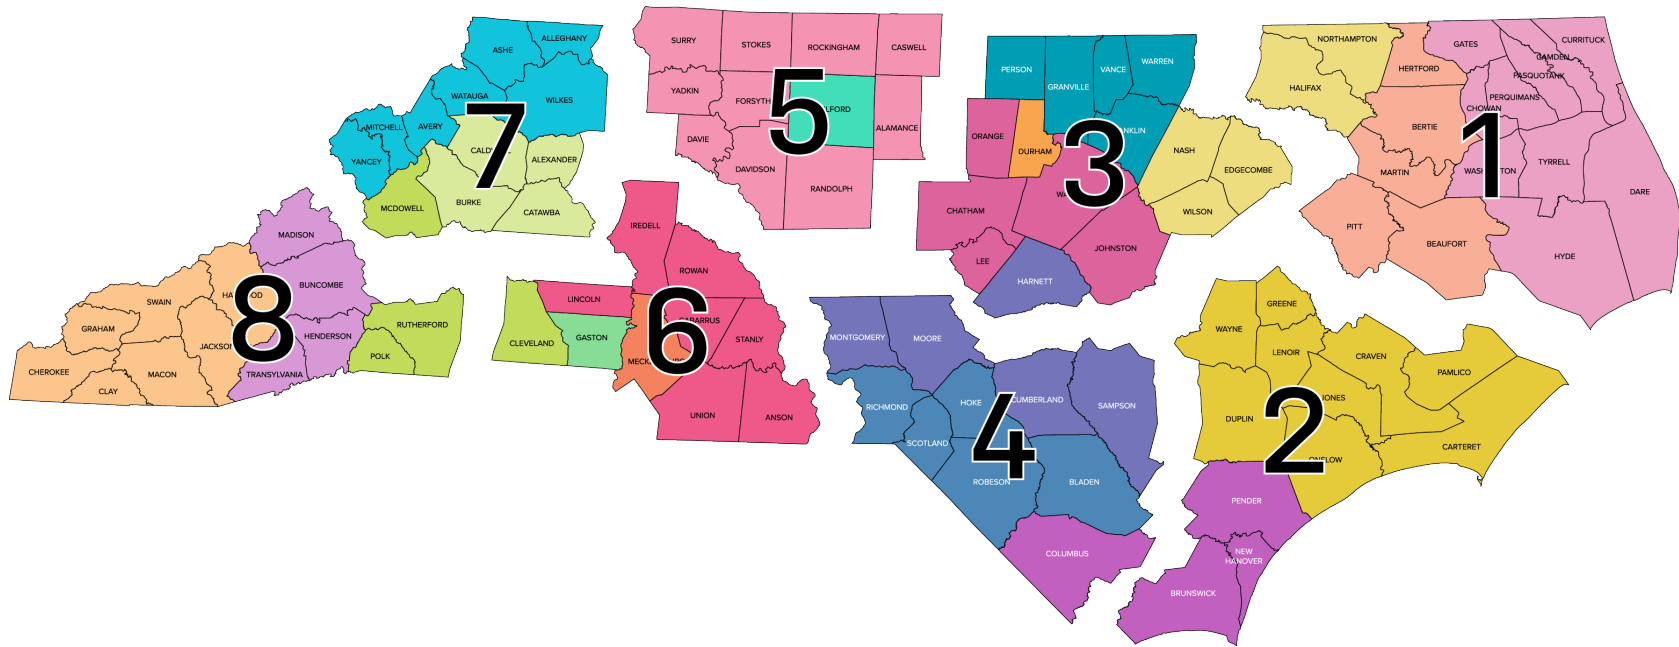 ASHE
ALLEGHANY
WATAUGA
WILKES
MITCHELL
AVERY
YANCEY
ALEXANDER
MCDOWELL
BURKE
CATAWBA
7
SURRY
STOKES
ROCKINGHAM
CASWELL
YADKIN
FORSYTH
ALAMANCE
DAVIE
DAVIDSON
RANDOLPH
5
PERSON
GRANVILLE
VANCE
WARREN
ORANGE
DURHAM
NASH
EDGECOMBE
WILSON
CHATHAM
LEE
JOHNSTON
HARNETT
3
NORTHAMPTON
HALIFAX
HERTFORD
GATES
CURRITUCK
CAMDEN
PASQUOTANK
PERQUIMANS
CHOWAN
BERTIE
MARTIN
TYRRELL
DARE
PITT
BEAUFORT
HYDE
1
MADISON
BUNCOMBE
SWAIN
GRAHAM
JACKSON
HENDERSON
CHEROKEE
MACON
CLAY
TRANSYLVANIA
RUTHERFORD
POLK
8
IREDELL
ROWAN
LINCOLN
CLEVELAND
GASTON
STANLY
UNION
ANSON
6
MONTGOMERY
MOORE
RICHMOND
HOKE
CUMBERLAND
SAMPSON
SCOTLAND
ROBESON
BLADEN
COLUMBUS
4
GREENE
WAYNE
LENOIR
CRAVEN
PAMLICO
DUPLIN
JONES
CARTERET
ONSLOW
PENDER
NEW
HANOVER
BRUNSWICK
2